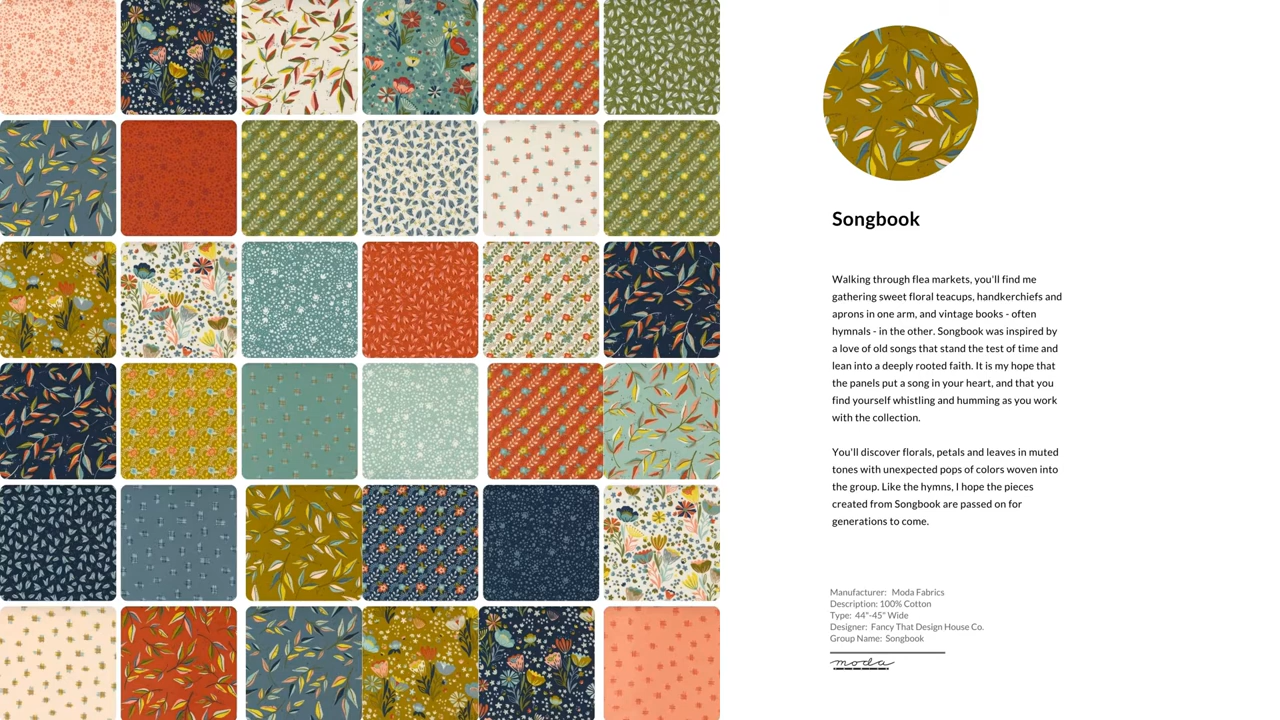 Songbook
Walking through flea markets, you'll find me
gathering sweet floral teacups, handkerchiefs and
aprons in one arm, and vintage books - often
hymnals - in the other. Songbook was inspired by
a love of old songs that stand the test of time and
lean into a deeply rooted faith. It is my hope that
the panels put a song in your heart, and that you
find yourself whistling and humming as you work
with the collection.
You'll discover florals, petals and leaves in muted
tones with unexpected pops of colors woven into
the group. Like the hymns, I hope the pieces
created from Songbook are passed on for
generations to come.
Manufacturer: Moda Fabrics
Description: 100% Cotton
Type: 44"-45" Wide
Designer: Fancy That Design House Co.
Group Name: Songbook
moda